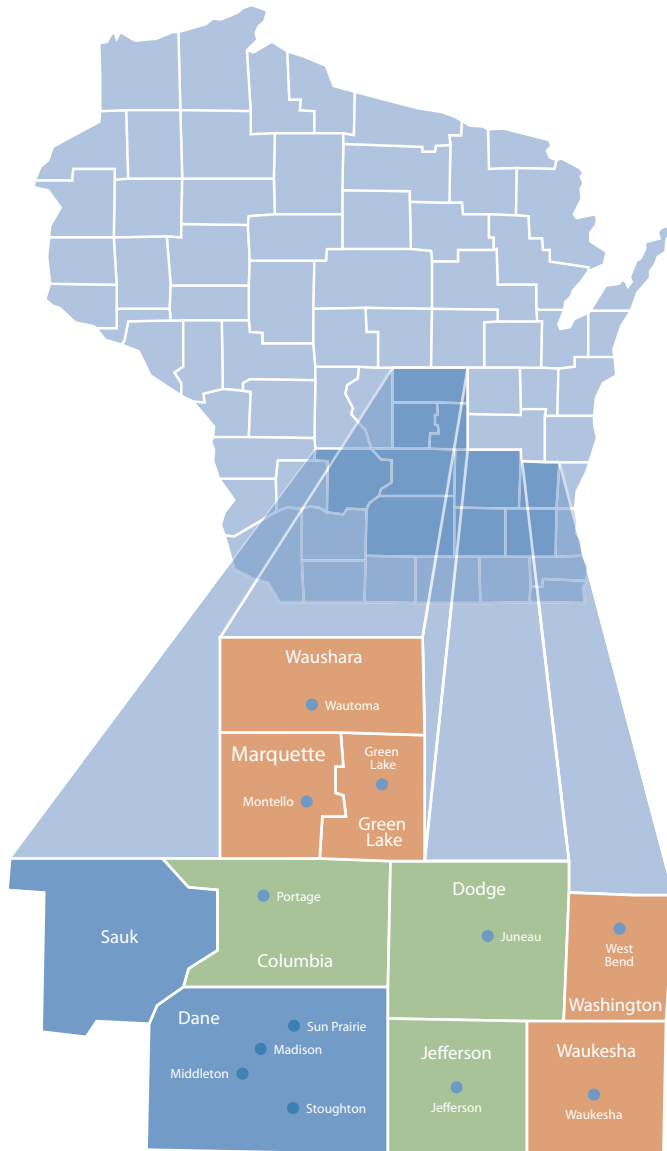 Waushara
Wautoma
Marquette
Montello
Green
Lake
Green
Lake
Sauk
Portage
Columbia
Dodge
Juneau
West
Bend
Washington
Dane
Sun Prairie
Madison
Middleton
Stoughton
Jefferson
Jefferson
Waukesha
Waukesha